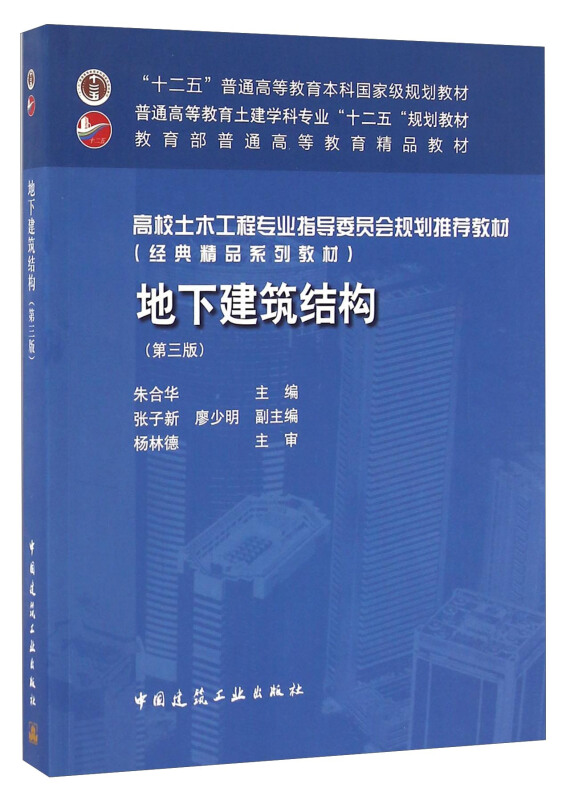 “十二五”普通高等教育本科国家级规划教材
普通高等教育土建学科专业“十二五“规划教材
教育部普通高等教育精品教材
高校土木工程专业指导委员会规划推荐教材
（经典精品系列教材）
地下建筑结构
（第三版）
朱合华 主编
张子新 廖少明 副主编
杨林德 主审
中国建筑工业出版社
地下建筑结构（第三版）
中国建筑工业出版社